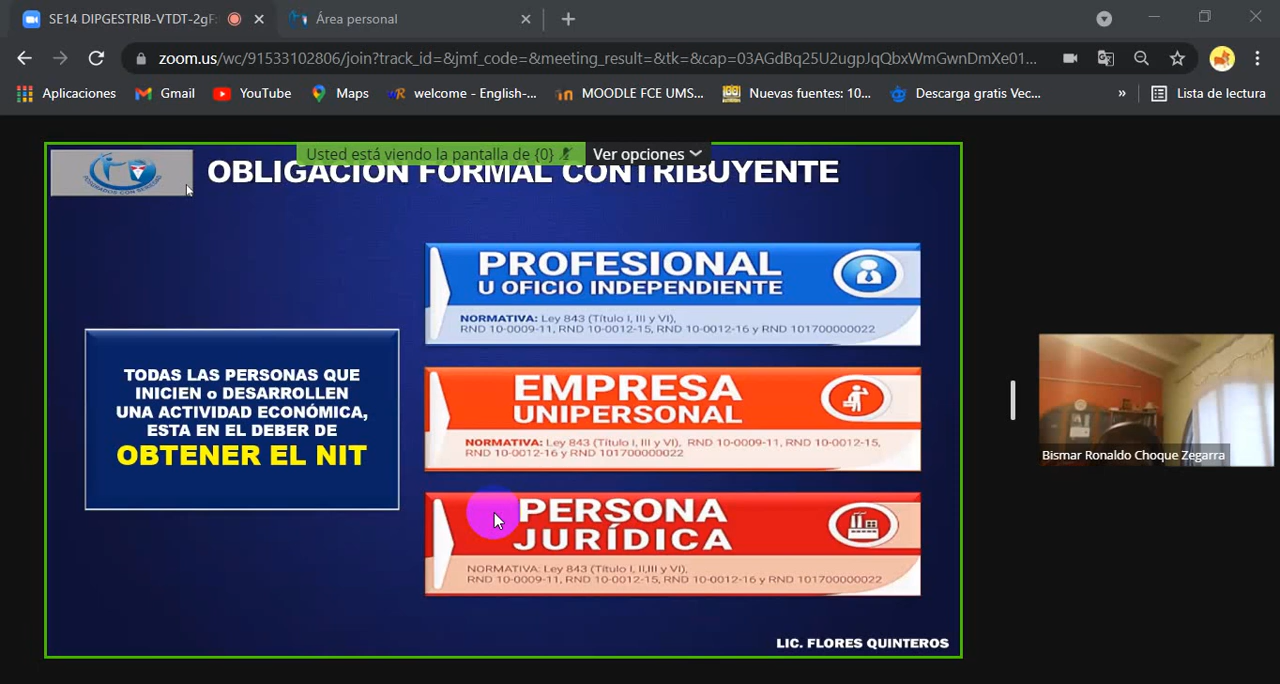 SE14 DIPGESTRIB-VTDT-2gF
Área personal
zoom.us/wc/91533102806/join?track_id=&jmf_code=&meeting_result=&tk=&cap=03AGdBq25U2ugpJqQbxWmGwnDmXe01...
Aplicaciones
Gmail
YouTube
Maps
welcome - English-...
MOODLE FCE UMS...
Nuevas fuentes: 10...
Descarga gratis Vec...
»
Lista de lectura
Usted está viendo la pantalla de {0}
Ver opciones
OBLIGACIÓN FORMAL CONTRIBUYENTE
PROFESIONAL
U OFICIO INDEPENDIENTE
NORMATIVA: Ley 843 (Título I, III y VI),
RND 10-0009-11, RND 10-0012-15, RND 10-0012-16 y RND 101700000022
TODAS LAS PERSONAS QUE
INICIEN o DESARROLLEN
UNA ACTIVIDAD ECONÓMICA,
ESTA EN EL DEBER DE
OBTENER EL NIT
EMPRESA
UNIPERSONAL
NORMATIVA: Ley 843 (Título I, III y VI), RND 10-0009-11, RND 10-0012-15,
RND 10-0012-16 y RND 101700000022
PERSONA
JURÍDICA
NORMATIVA: Ley 843 (Título I, II,III y VI)
RND 10-0009-11, RND 10-0012-15, RND 10-0012-16 y RND 101700000022
LIC. FLORES QUINTEROS
Bismar Ronaldo Choque Zegarra